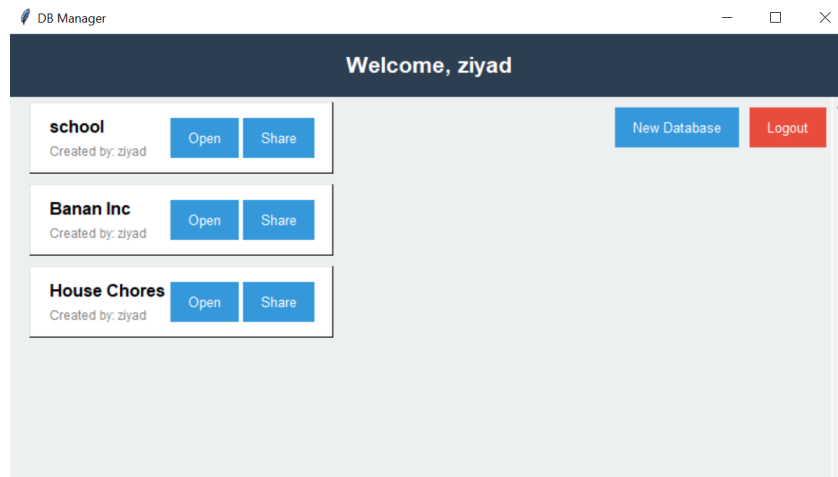 DB Manager
Welcome, ziyad
New Database Logout
school
Created by: ziyad
Open Share
Banan Inc
Created by: ziyad
Open Share
House Chores
Created by: ziyad
Open Share